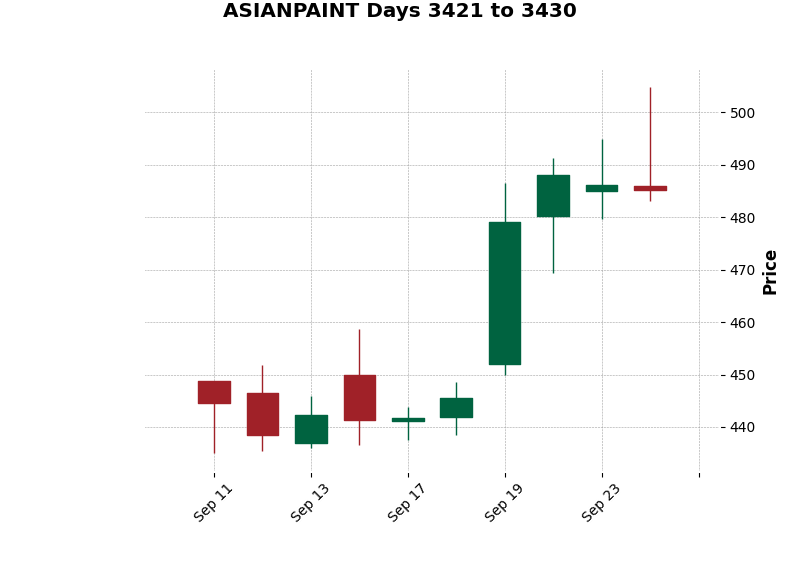 ASIANPAINT Days 3421 to 3430
500
490
480
470
460
450
440
Price
Sep 11
Sep 13
Sep 17
Sep 19
Sep 23